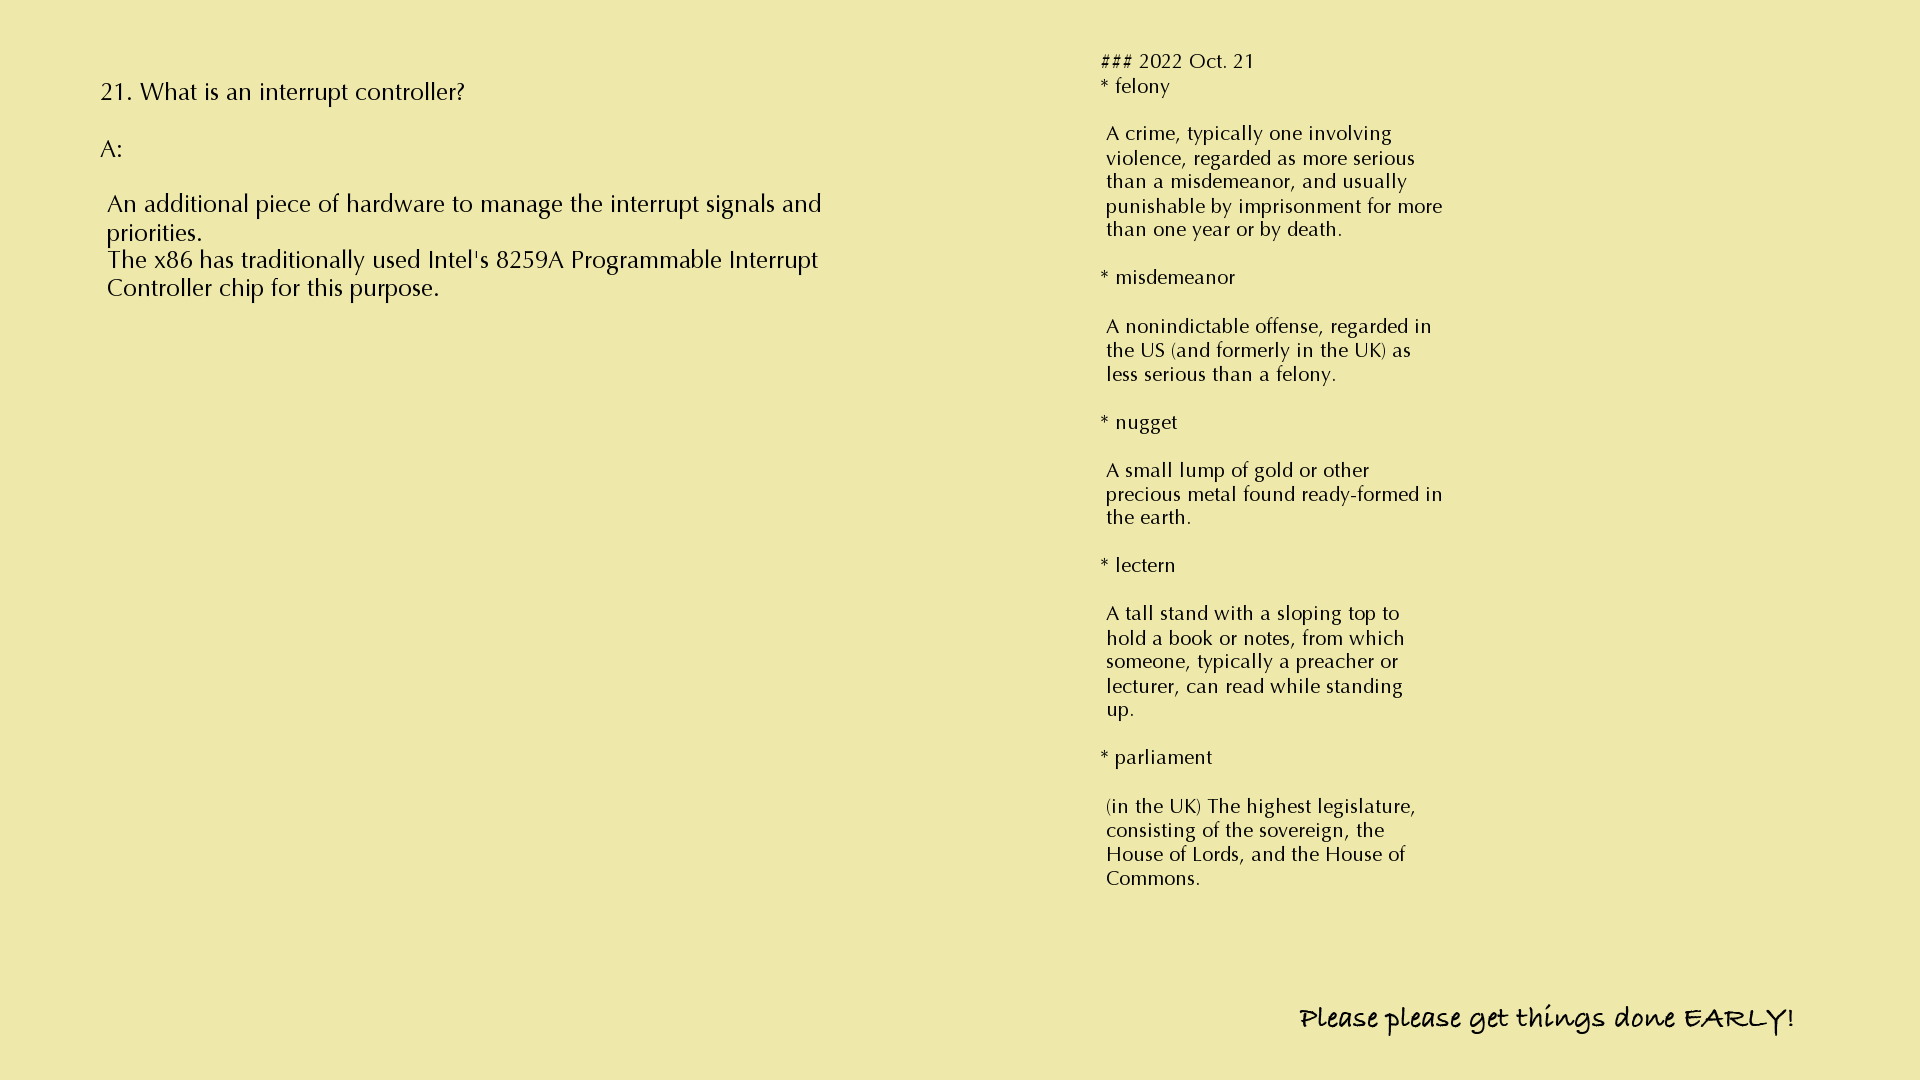 21. What is an interrupt controller?
A:
An additional piece of hardware to manage the interrupt signals and
priorities.
The x86 has traditionally used Intel's 8259A Programmable Interrupt
Controller chip for this purpose.
### 2022 Oct. 21
* felony
A crime, typically one involving
violence, regarded as more serious
than a misdemeanor, and usually
punishable by imprisonment for more
than one year or by death.
* misdemeanor
A nonindictable offense, regarded in
the US (and formerly in the UK) as
less serious than a felony.
* nugget
A small lump of gold or other
precious metal found ready-formed in
the earth.
* lectern
A tall stand with a sloping top to
hold a book or notes, from which
someone, typically a preacher or
lecturer, can read while standing
up.
* parliament
(in the UK) The highest legislature,
consisting of the sovereign, the
House of Lords, and the House of
Commons.
Please please get things done EARLY!